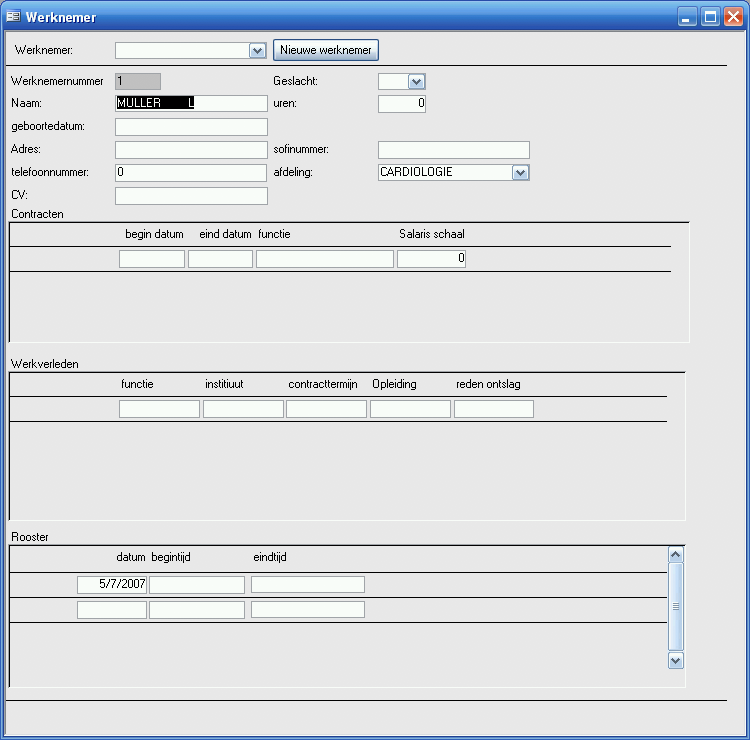 Werknemer
Werknemer: Nieuwe werknemer
Werknemernummer 1 Geslacht:
Naam: MULLER L uren: 0
geboortedatum:
Adres: sofinummer:
telefoonnummer: 0 afdeling: CARDIOLOGIE
CV:
Contracten
begin datum eind datum functie Salaris schaal
0
Werkverleden
functie institiuut contracttermijn Opleiding reden ontslag
Rooster
datum begintijd eindtijd
5/7/2007